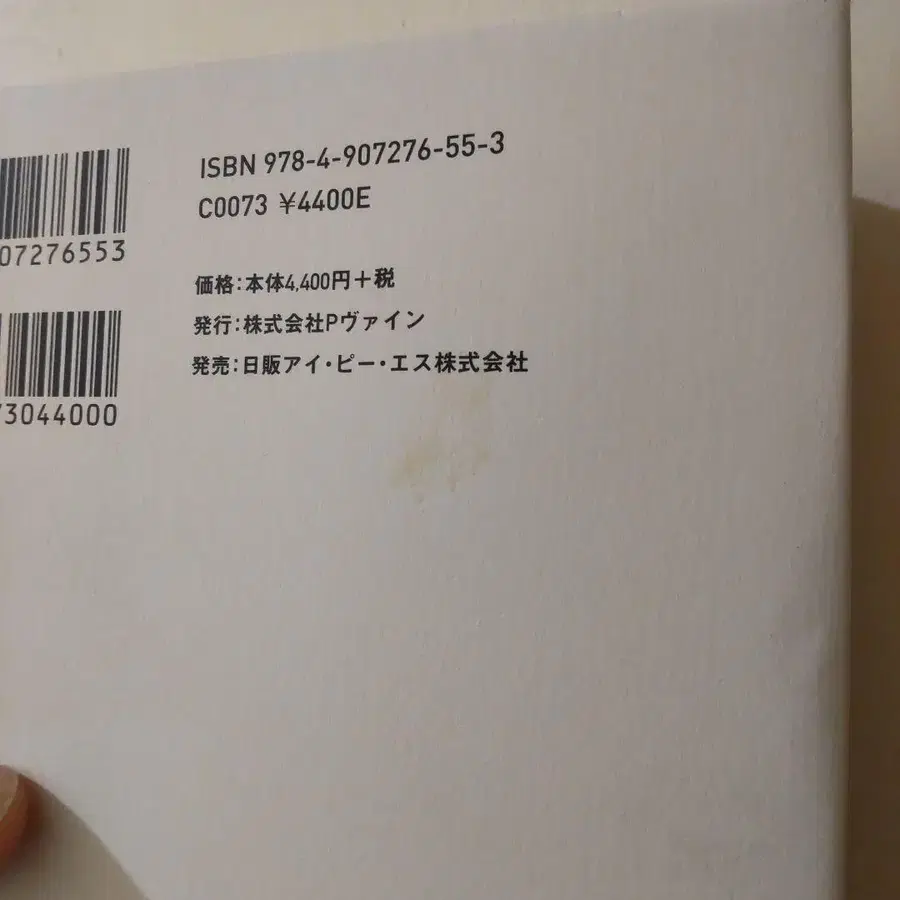 ISBN 978-4-907276-55-3
C0073 ¥4400E
07276553
価格:本体4,400円+税
発行:株式会社Pヴァイン
発売:日販アイ・ピー・エス株式会社
73044000